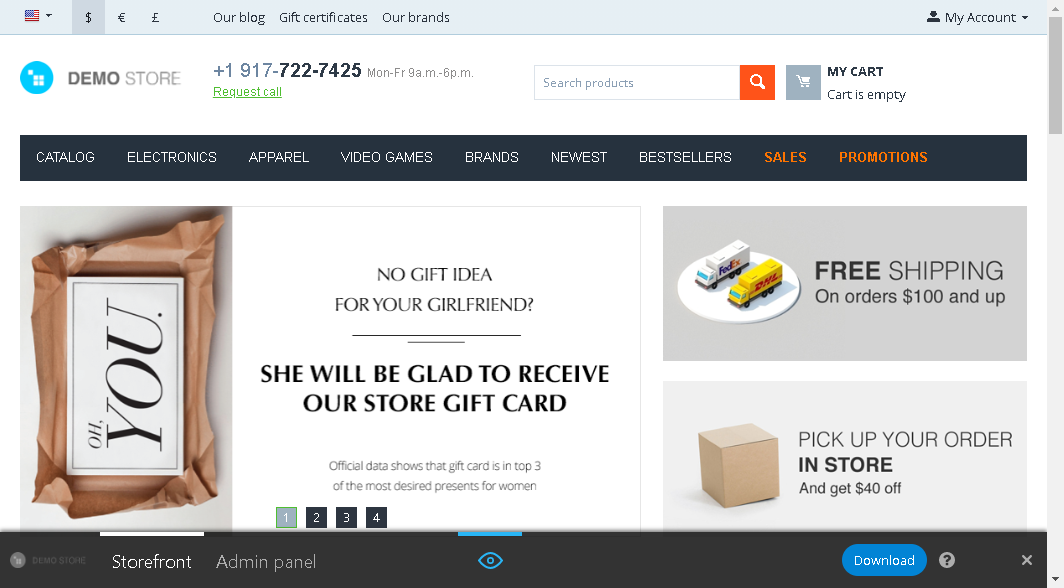 $ € £ Our blog Gift certificates Our brands My Account
DEMO STORE
+1 917-722-7425 Mon-Fr 9a.m.-6p.m.
Request call
Search products
MY CART
Cart is empty
CATALOG ELECTRONICS APPAREL VIDEO GAMES BRANDS NEWEST BESTSELLERS SALES PROMOTIONS
OH,
YOU.
NO GIFT IDEA
FOR YOUR GIRLFRIEND?
SHE WILL BE GLAD TO RECEIVE
OUR STORE GIFT CARD
Official data shows that gift card is in top 3
of the most desired presents for women
1 2 3 4
FedEx
DHL
FREE SHIPPING
On orders $100 and up
PICK UP YOUR ORDER
IN STORE
And get $40 off
DEMO STORE Storefront Admin panel Download ? ×